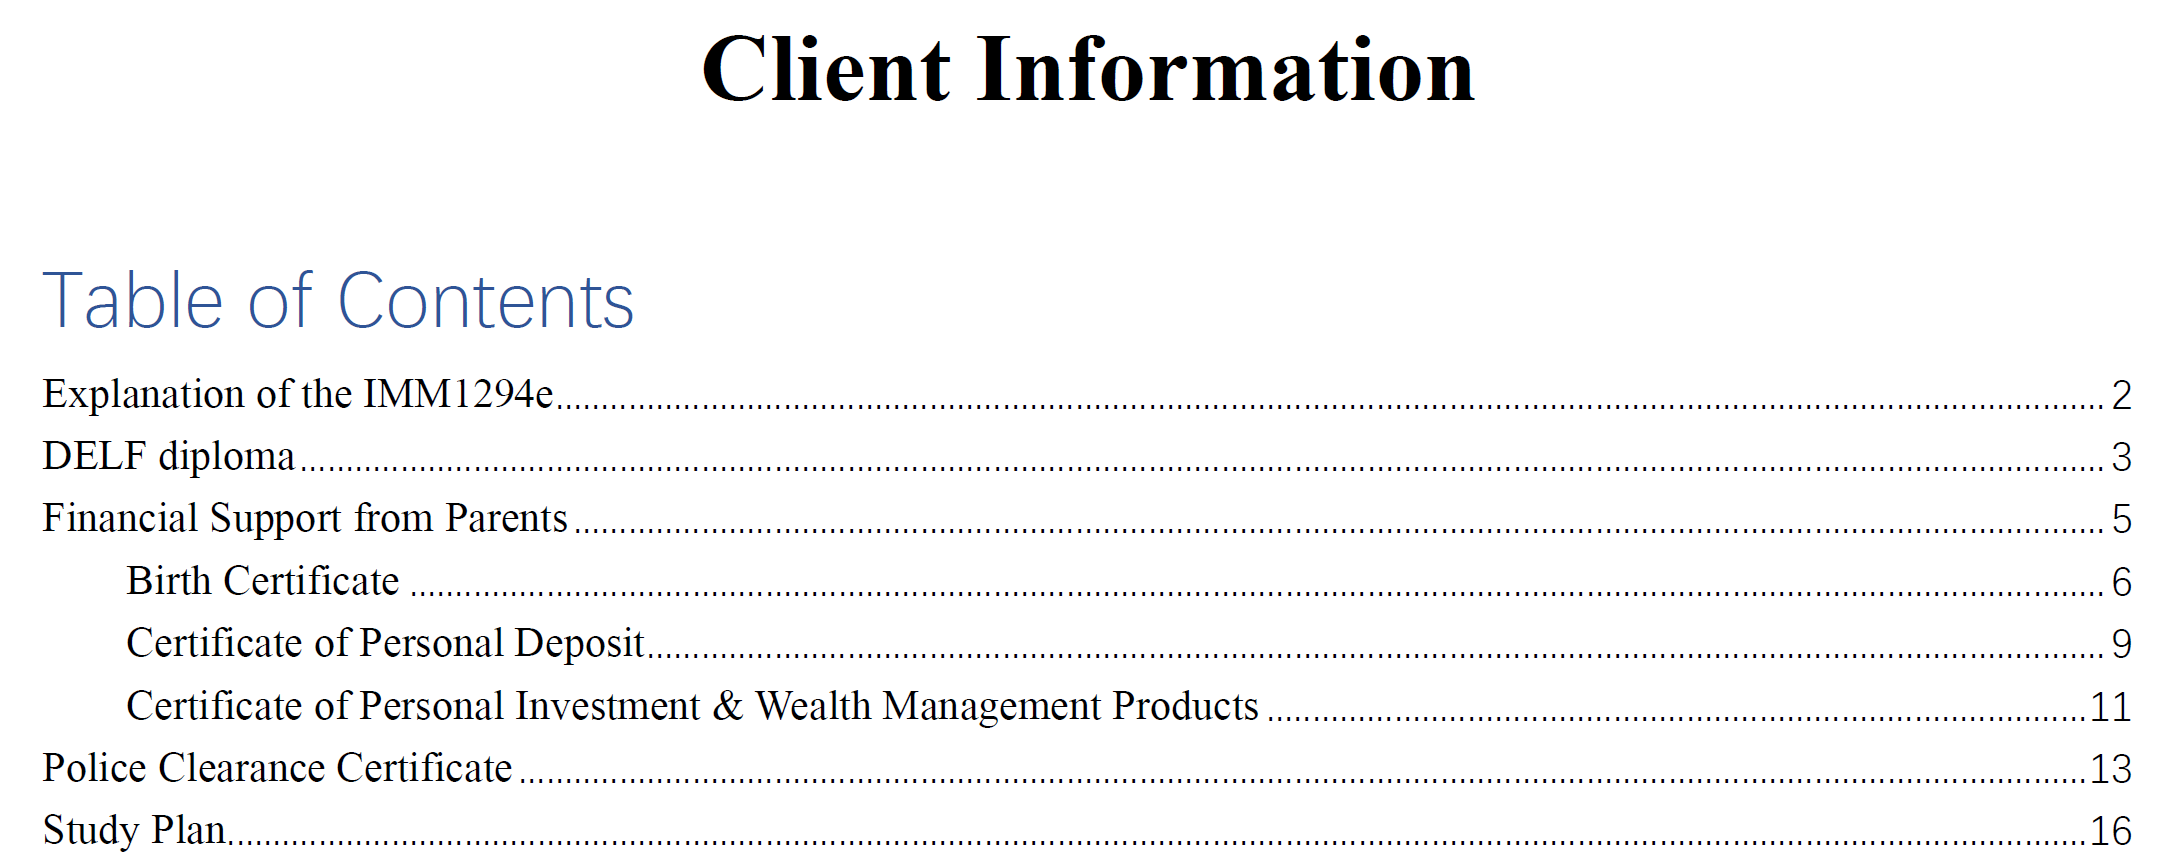 Client Information
Table of Contents
Explanation of the IMM1294e 2
DELF diploma 3
Financial Support from Parents 5
Birth Certificate 6
Certificate of Personal Deposit 9
Certificate of Personal Investment & Wealth Management Products 11
Police Clearance Certificate 13
Study Plan 16